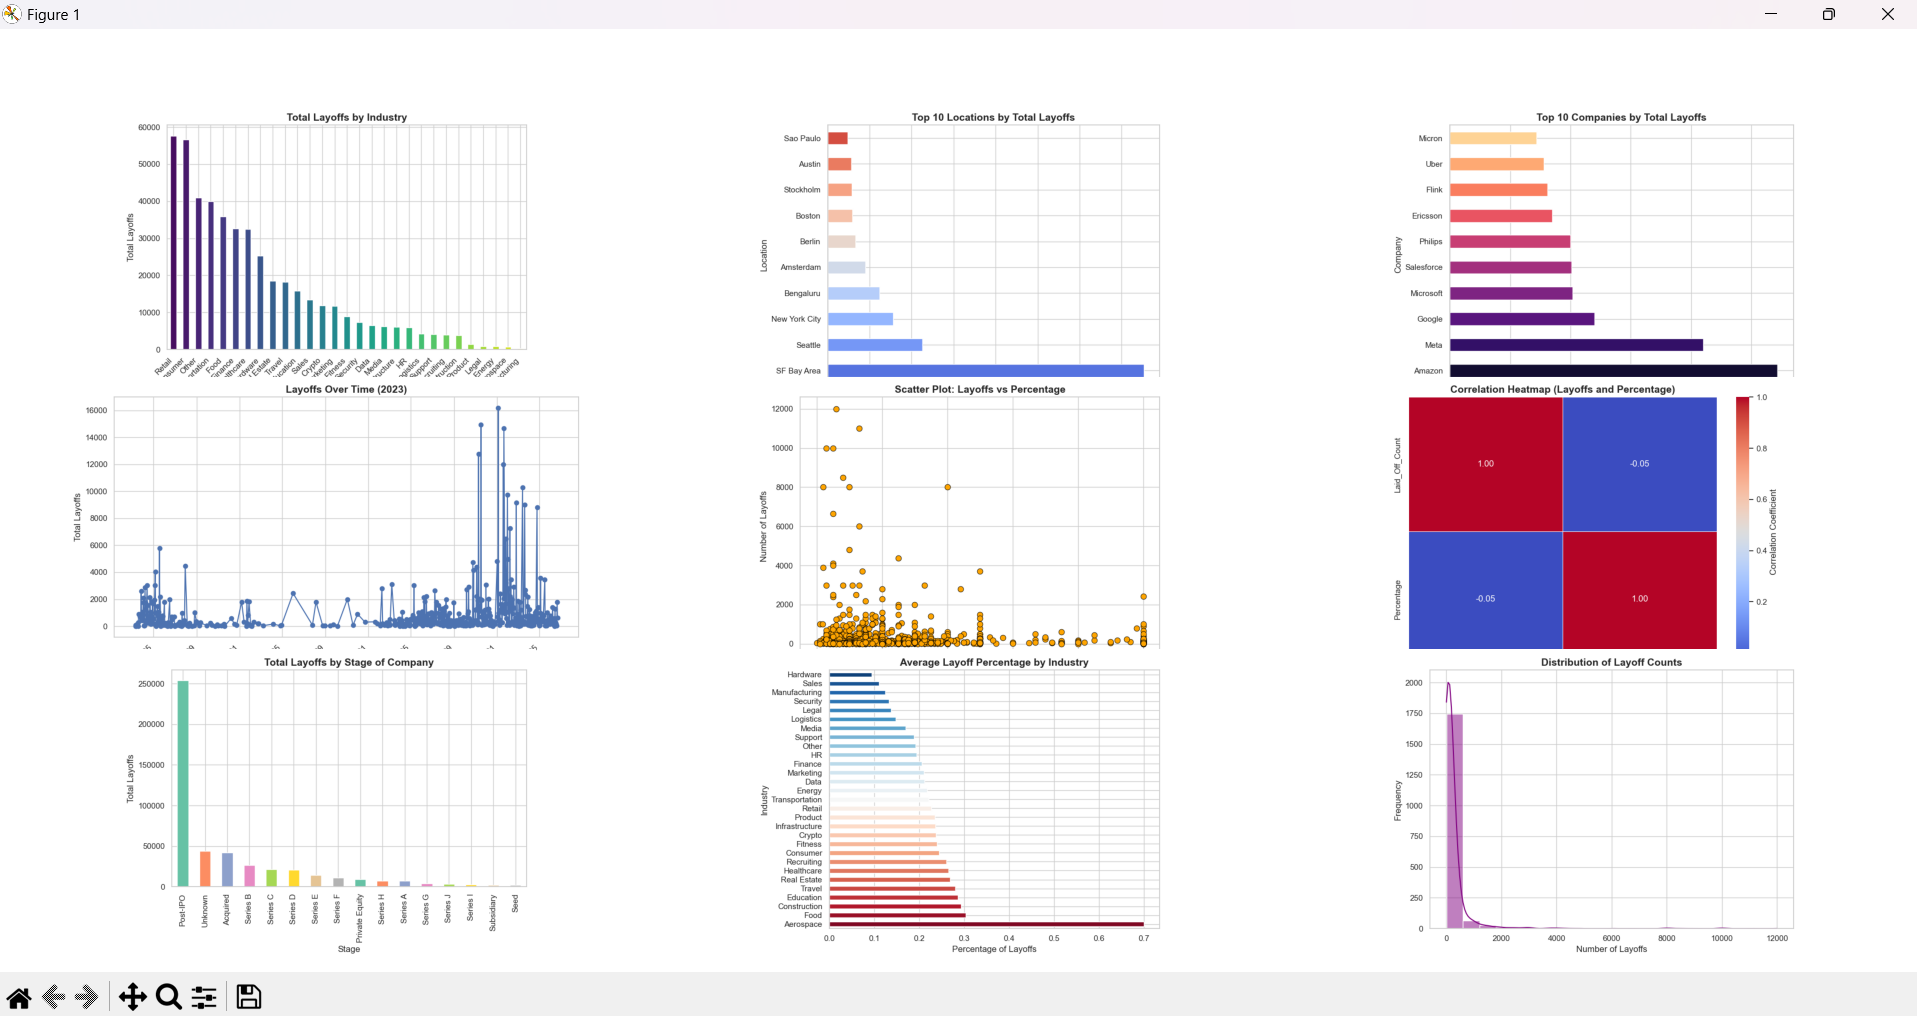 Figure 1
Total Layoffs by Industry
Total Layoffs
60000
50000
40000
30000
20000
10000
0
Retail
Other
Food
Travel
Sales
Crypto
Fitness
Data
Media
HR
Product
Legal
Energy
Top 10 Locations by Total Layoffs
Location
Sao Paulo
Austin
Stockholm
Boston
Berlin
Amsterdam
Bengaluru
New York City
Seattle
SF Bay Area
Top 10 Companies by Total Layoffs
Company
Micron
Uber
Flink
Ericsson
Philips
Salesforce
Microsoft
Google
Meta
Amazon
Layoffs Over Time (2023)
Total Layoffs
16000
14000
12000
10000
8000
6000
4000
2000
0
Scatter Plot: Layoffs vs Percentage
Number of Layoffs
12000
10000
8000
6000
4000
2000
0
Correlation Heatmap (Layoffs and Percentage)
Laid_Off_Count
Percentage
1.00
-0.05
-0.05
1.00
1.0
0.8
0.6
0.4
0.2
Correlation Coefficient
Total Layoffs by Stage of Company
Total Layoffs
250000
200000
150000
100000
50000
0
Post-IPO
Unknown
Acquired
Series B
Series C
Series D
Series E
Series F
Private Equity
Series H
Series A
Series G
Series J
Series I
Subsidiary
Seed
Stage
Average Layoff Percentage by Industry
Industry
Hardware
Sales
Manufacturing
Security
Legal
Logistics
Media
Support
Other
HR
Finance
Marketing
Data
Energy
Transportation
Retail
Product
Infrastructure
Crypto
Fitness
Consumer
Recruiting
Healthcare
Real Estate
Travel
Education
Construction
Food
Aerospace
0.0 0.1 0.2 0.3 0.4 0.5 0.6 0.7
Percentage of Layoffs
Distribution of Layoff Counts
Frequency
2000
1750
1500
1250
1000
750
500
250
0
0 2000 4000 6000 8000 10000 12000
Number of Layoffs